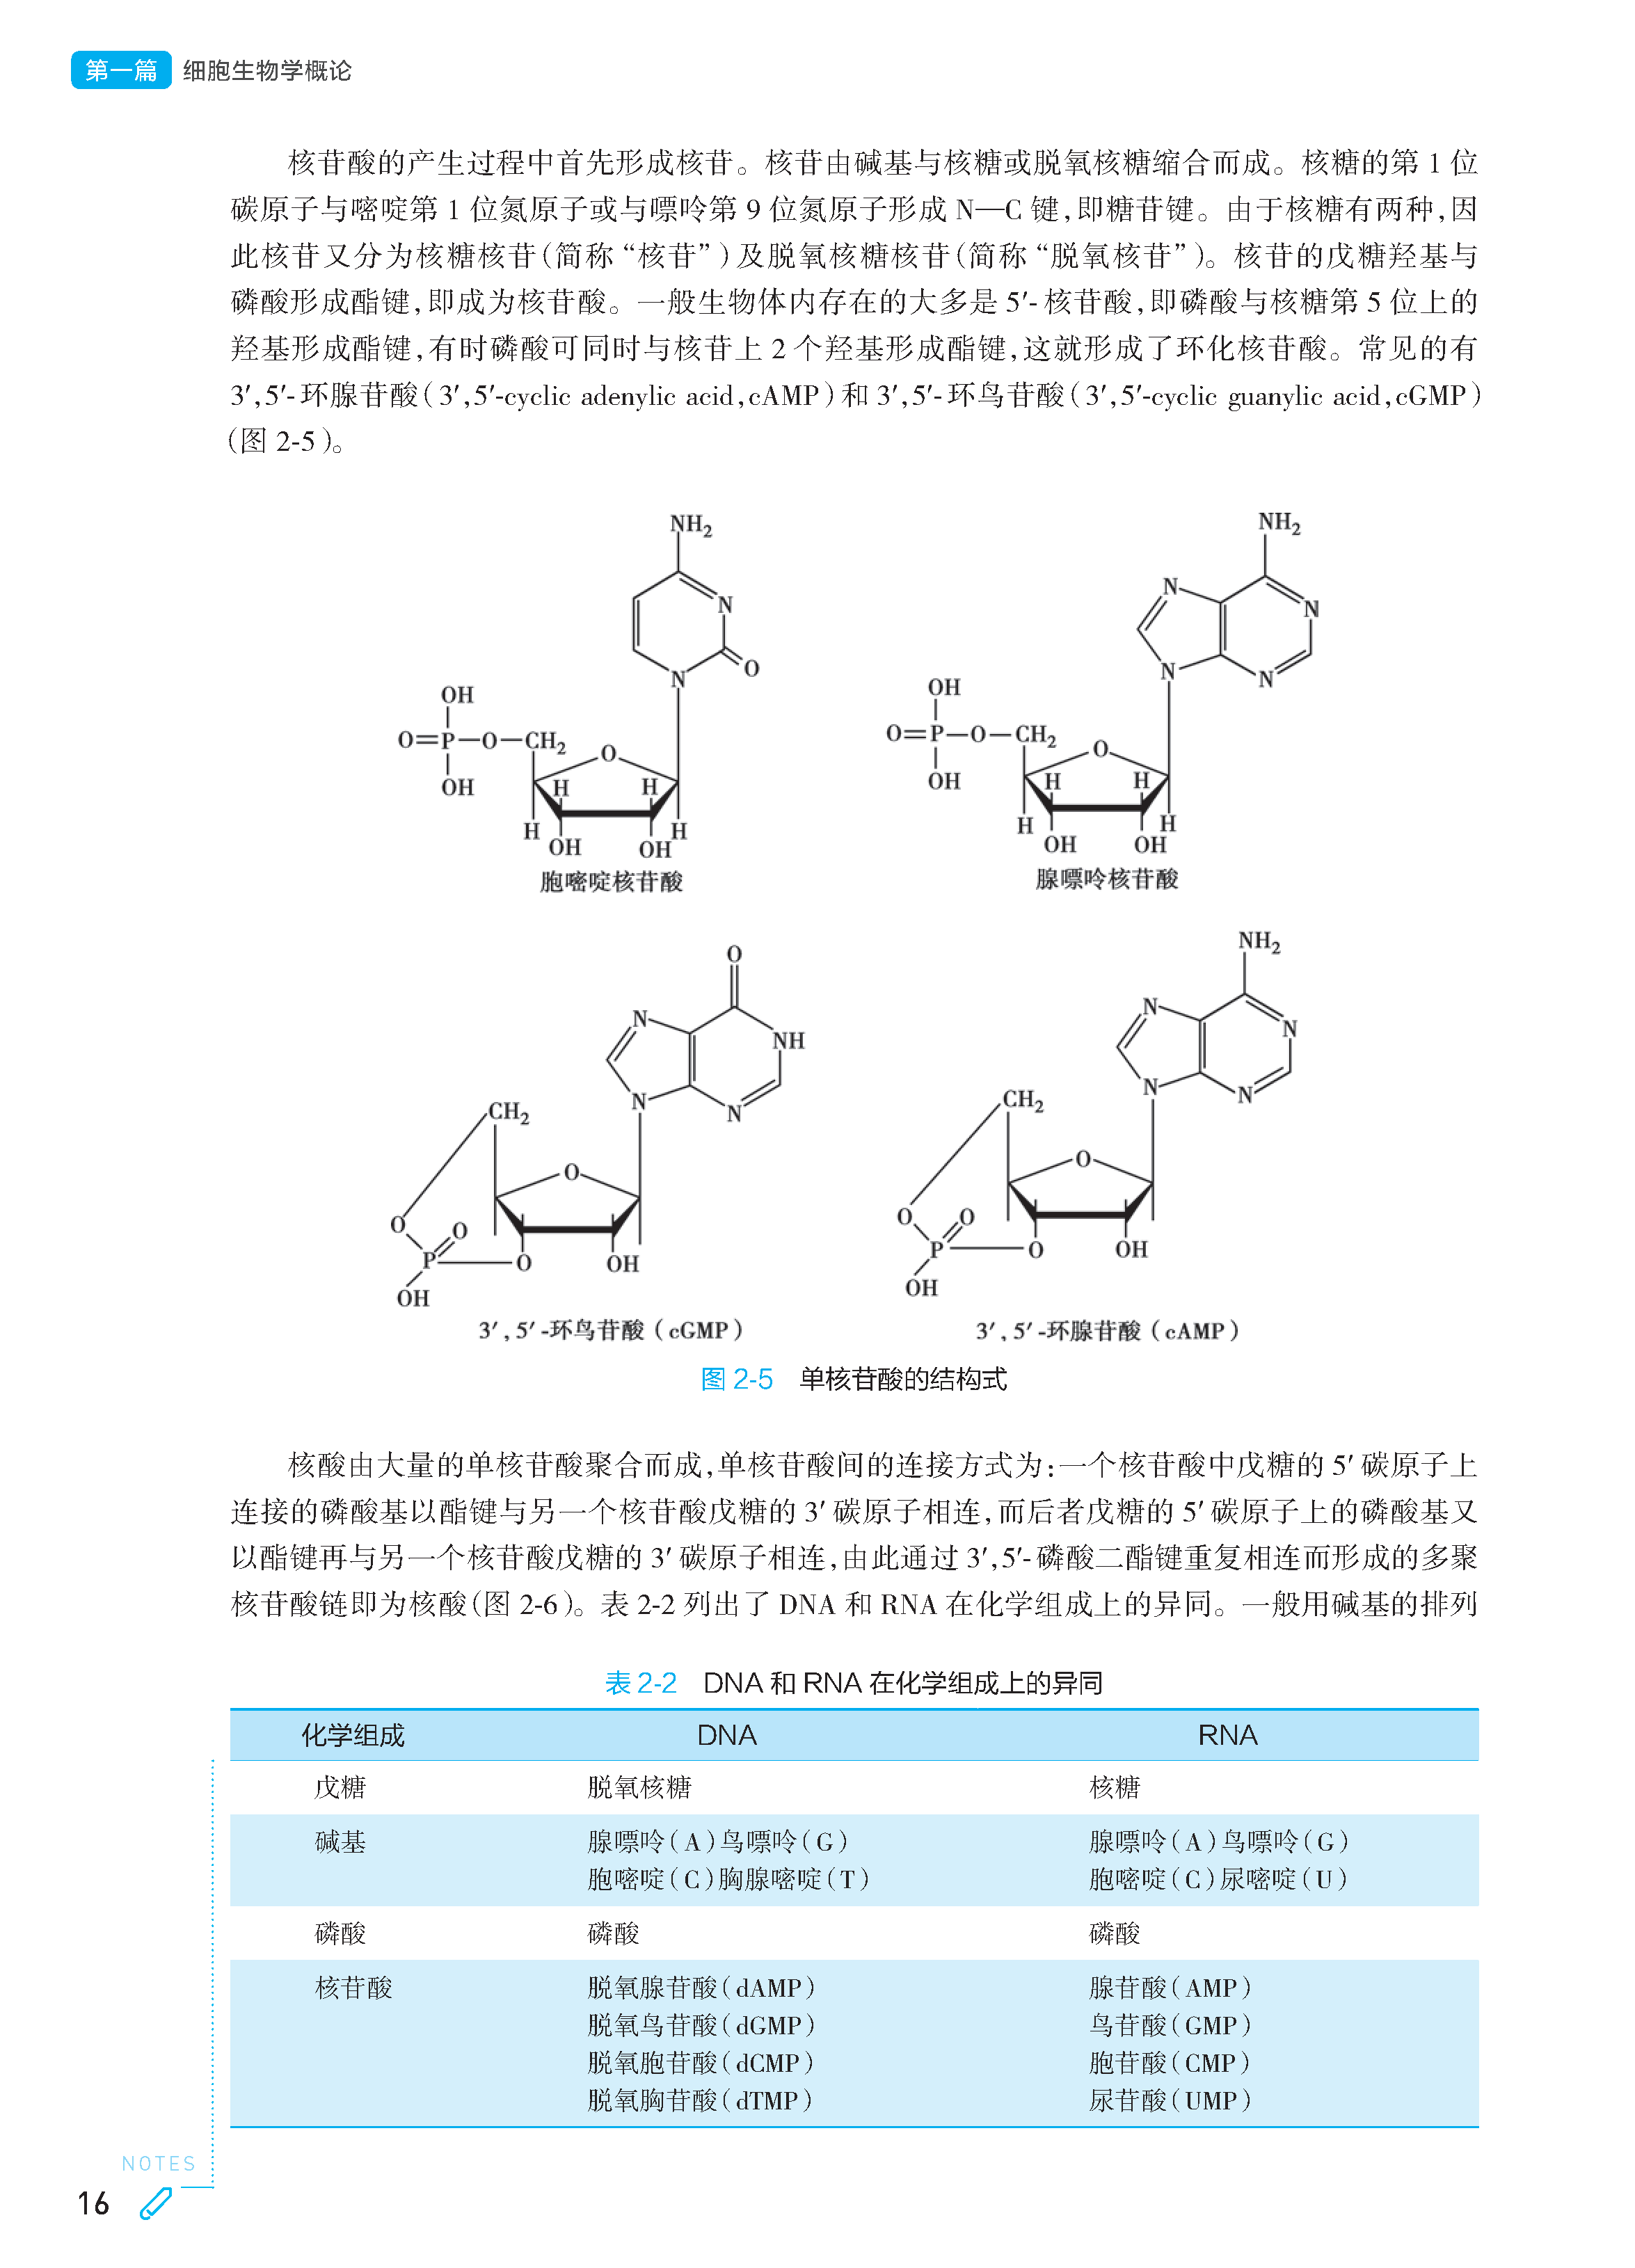 第一篇 细胞生物学概论
核苷酸的产生过程中首先形成核苷。核苷由碱基与核糖或脱氧核糖缩合而成。核糖的第 1 位
碳原子与嘧啶第 1 位氮原子或与嘌呤第 9 位氮原子形成 N—C 键,即糖苷键。由于核糖有两种,因
此核苷又分为核糖核苷(简称“核苷”)及脱氧核糖核苷(简称“脱氧核苷”)。核苷的戊糖羟基与
磷酸形成酯键,即成为核苷酸。一般生物体内存在的大多是 5′-核苷酸,即磷酸与核糖第 5 位上的
羟基形成酯键,有时磷酸可同时与核苷上 2 个羟基形成酯键,这就形成了环化核苷酸。常见的有
3′,5′-环腺苷酸(3′,5′-cyclic adenylic acid,cAMP)和 3′,5′-环鸟苷酸(3′,5′-cyclic guanylic acid,cGMP)
(图 2-5)。
NH₂
N
O
N
OH
O=P—O—CH₂
O
OH
H
H
H
H
OH
OH
胞嘧啶核苷酸
NH₂
N
N
N
N
OH
O=P—O—CH₂
O
OH
H
H
H
H
OH
OH
腺嘌呤核苷酸
O
N
NH
N
N
CH₂
O
O
O
P
O
OH
OH
3′,5′-环鸟苷酸(cGMP)
NH₂
N
N
N
N
CH₂
O
O
O
P
O
OH
OH
3′,5′-环腺苷酸(cAMP)
图 2-5 单核苷酸的结构式
核酸由大量的单核苷酸聚合而成,单核苷酸间的连接方式为:一个核苷酸中戊糖的 5′碳原子上
连接的磷酸基以酯键与另一个核苷酸戊糖的 3′碳原子相连,而后者戊糖的 5′碳原子上的磷酸基又
以酯键再与另一个核苷酸戊糖的 3′碳原子相连,由此通过 3′,5′-磷酸二酯键重复相连而形成的多聚
核苷酸链即为核酸(图 2-6)。表 2-2 列出了 DNA 和 RNA 在化学组成上的异同。一般用碱基的排列
表 2-2 DNA 和 RNA 在化学组成上的异同
化学组成 DNA RNA
戊糖 脱氧核糖 核糖
碱基 腺嘌呤(A)鸟嘌呤(G) 腺嘌呤(A)鸟嘌呤(G)
胞嘧啶(C)胸腺嘧啶(T) 胞嘧啶(C)尿嘧啶(U)
磷酸 磷酸 磷酸
核苷酸 脱氧腺苷酸(dAMP) 腺苷酸(AMP)
脱氧鸟苷酸(dGMP) 鸟苷酸(GMP)
脱氧胞苷酸(dCMP) 胞苷酸(CMP)
脱氧胸苷酸(dTMP) 尿苷酸(UMP)
NOTES
16